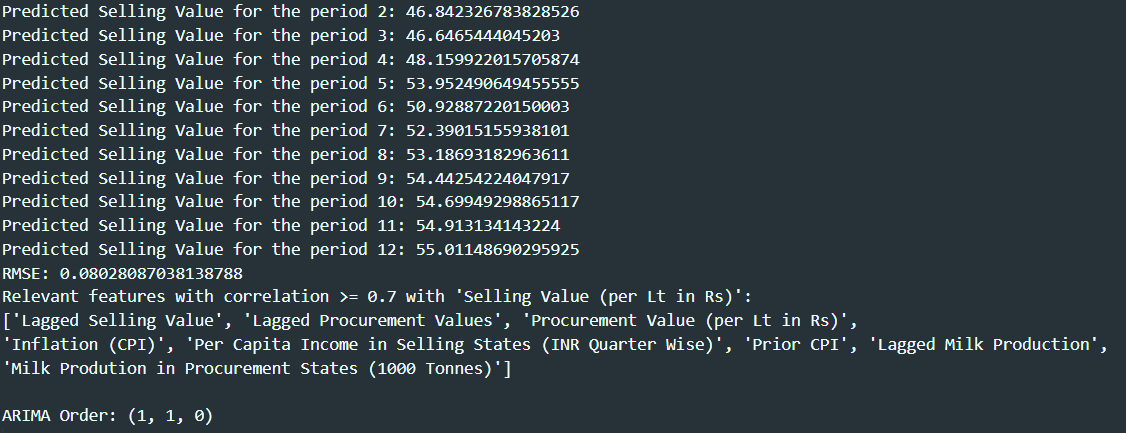 Predicted Selling Value for the period 2: 46.842326783828526
Predicted Selling Value for the period 3: 46.6465444045203
Predicted Selling Value for the period 4: 48.159922015705874
Predicted Selling Value for the period 5: 53.952490649455555
Predicted Selling Value for the period 6: 50.92887220150003
Predicted Selling Value for the period 7: 52.39015155938101
Predicted Selling Value for the period 8: 53.18693182963611
Predicted Selling Value for the period 9: 54.44254224047917
Predicted Selling Value for the period 10: 54.69949298865117
Predicted Selling Value for the period 11: 54.913134143224
Predicted Selling Value for the period 12: 55.01148690295925
RMSE: 0.08028087038138788
Relevant features with correlation >= 0.7 with 'Selling Value (per Lt in Rs)':
['Lagged Selling Value', 'Lagged Procurement Values', 'Procurement Value (per Lt in Rs)',
'Inflation (CPI)', 'Per Capita Income in Selling States (INR Quarter Wise)', 'Prior CPI', 'Lagged Milk Production',
'Milk Prodution in Procurement States (1000 Tonnes)']
ARIMA Order: (1, 1, 0)